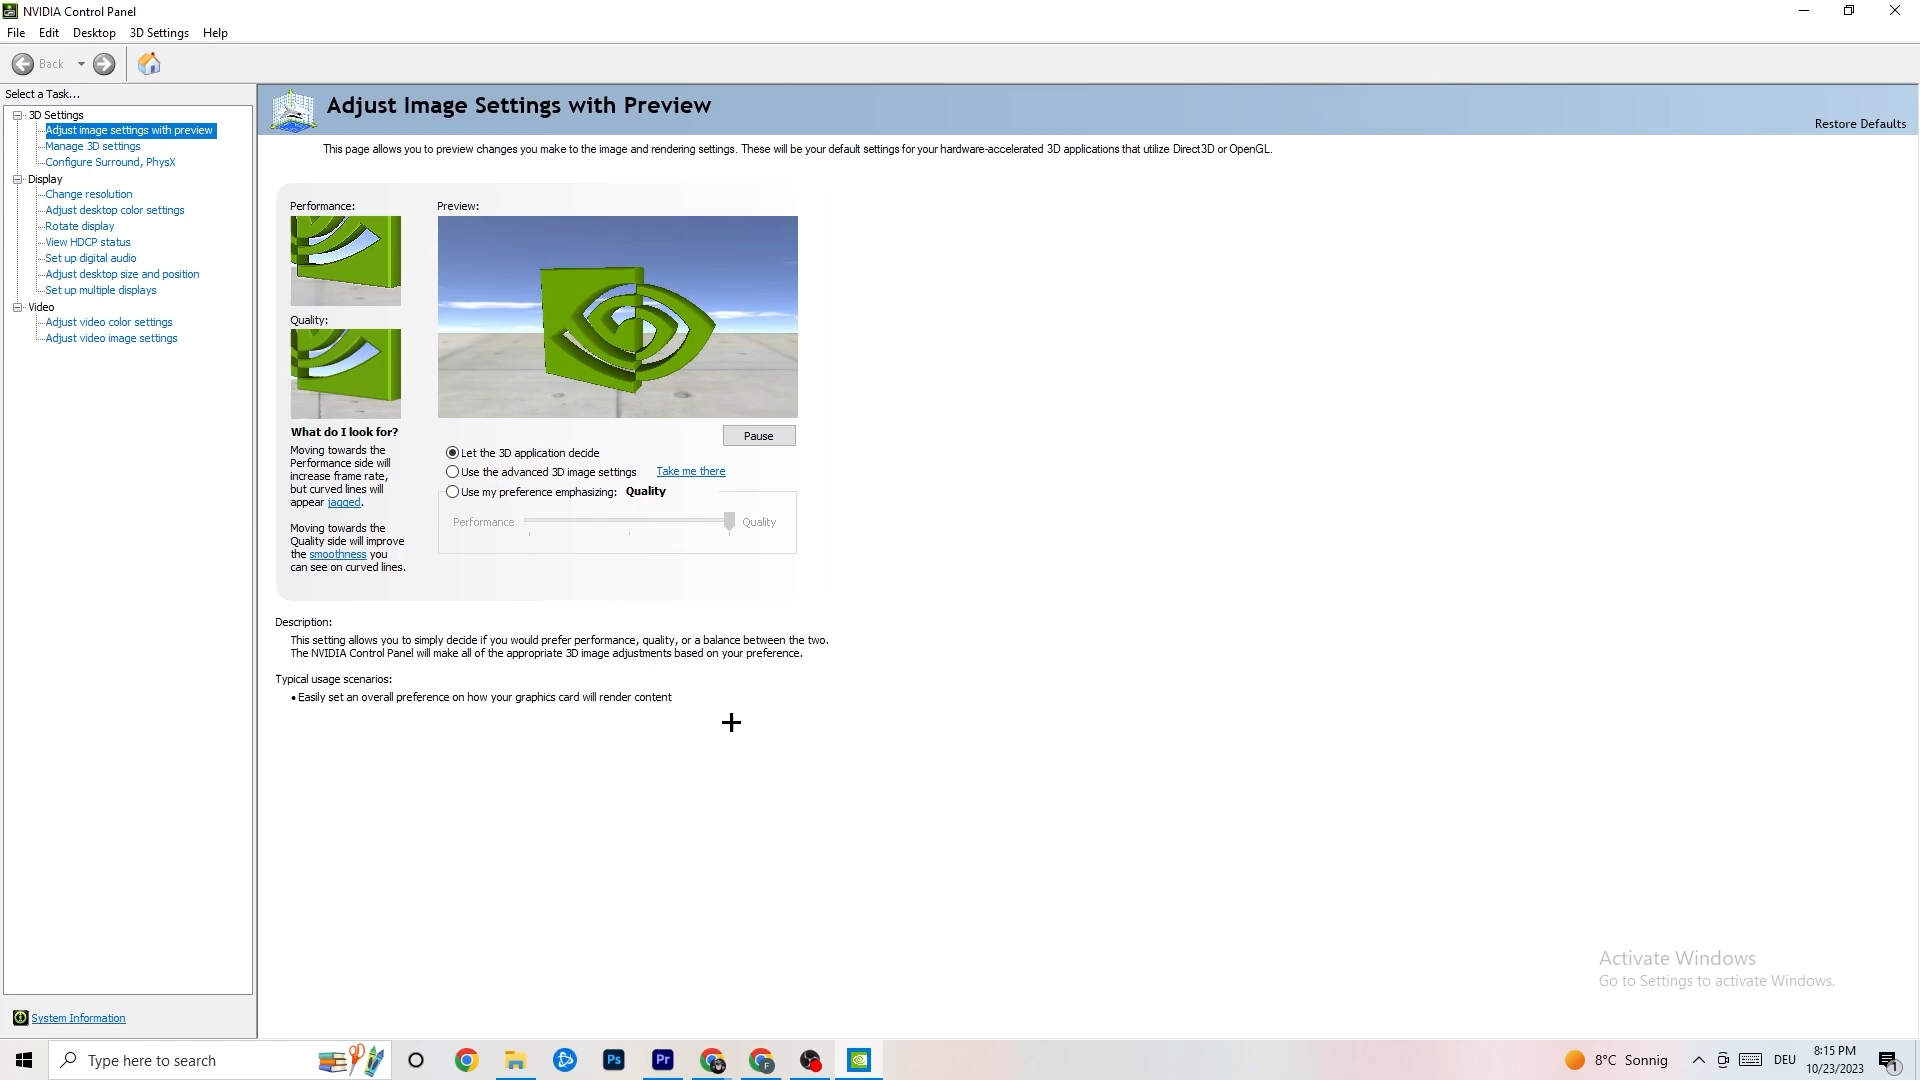 NVIDIA Control Panel
File Edit Desktop 3D Settings Help
Back
Select a Task...
3D Settings
Adjust image settings with preview
Manage 3D settings
Configure Surround, PhysX
Display
Change resolution
Adjust desktop color settings
Rotate display
View HDCP status
Set up digital audio
Adjust desktop size and position
Set up multiple displays
Video
Adjust video color settings
Adjust video image settings
System Information
Adjust Image Settings with Preview
Restore Defaults
This page allows you to preview changes you make to the image and rendering settings. These will be your default settings for your hardware-accelerated 3D applications that utilize Direct3D or OpenGL.
Performance:
Quality:
What do I look for?
Moving towards the
Performance side will
increase frame rate,
but curved lines will
appear jagged.
Moving towards the
Quality side will improve
the smoothness you
can see on curved lines.
Preview:
Pause
Let the 3D application decide
Use the advanced 3D image settings Take me there
Use my preference emphasizing: Quality
Performance Quality
Description:
This setting allows you to simply decide if you would prefer performance, quality, or a balance between the two.
The NVIDIA Control Panel will make all of the appropriate 3D image adjustments based on your preference.
Typical usage scenarios:
• Easily set an overall preference on how your graphics card will render content
Activate Windows
Go to Settings to activate Windows.
Type here to search
Ps
Pr
F
8°C Sonnig
DEU
8:15 PM
10/23/2023
1